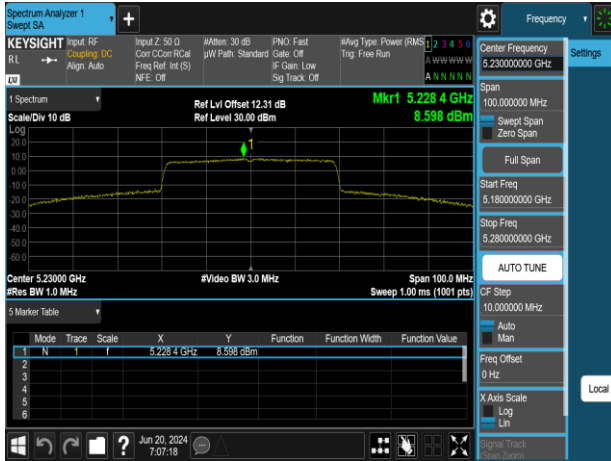 Spectrum Analyzer 1
Swept SA
+
Frequency
KEYSIGHT Input: RF Input Z: 50 Ω #Atten: 30 dB PNO: Fast #Avg Type: Power (RMS 1 2 3 4 5 6
RL Coupling: DC Corr CCorr RCal µW Path: Standard Gate: Off Trig: Free Run A W W W W W
Align: Auto Freq Ref: Int (S) IF Gain: Low
LXI NFE: Off Sig Track: Off A N N N N N
1 Spectrum
Scale/Div 10 dB
Ref Lvl Offset 12.31 dB
Ref Level 30.00 dBm
Mkr1 5.228 4 GHz
8.598 dBm
Log
20.0
10.0
0.00
-10.0
-20.0
-30.0
-40.0
-50.0
-60.0
1
Center 5.23000 GHz #Video BW 3.0 MHz Span 100.0 MHz
#Res BW 1.0 MHz Sweep 1.00 ms (1001 pts)
5 Marker Table
Mode Trace Scale X Y Function Function Width Function Value
1 N 1 f 5.228 4 GHz 8.598 dBm
2
3
4
5
6
Jun 20, 2024
7:07:18
?
Center Frequency
5.230000000 GHz
Span
100.000000 MHz
Swept Span
Zero Span
Full Span
Start Freq
5.180000000 GHz
Stop Freq
5.280000000 GHz
AUTO TUNE
CF Step
10.000000 MHz
Auto
Man
Freq Offset
0 Hz
X Axis Scale
Log
Lin
Signal Track
(Span Zoom)
Settings
Local